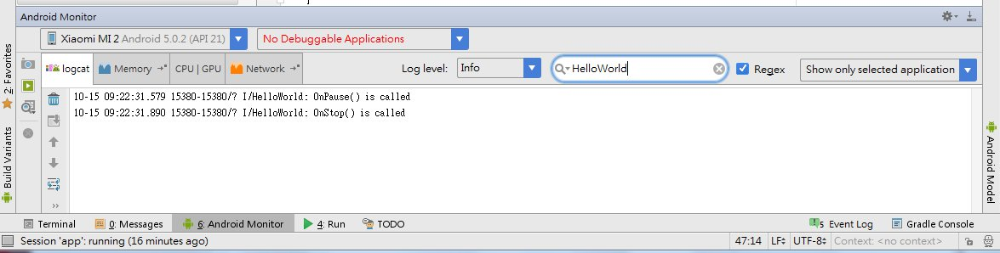 Android Monitor
Xiaomi MI 2 Android 5.0.2 (API 21) No Debuggable Applications
logcat Memory CPU | GPU Network Log level: Info HelloWorld Regex Show only selected application
10-15 09:22:31.579 15380-15380/? I/HelloWorld: OnPause() is called
10-15 09:22:31.890 15380-15380/? I/HelloWorld: OnStop() is called
2: Favorites
Build Variants
Android Model
Terminal 0: Messages 6: Android Monitor 4: Run TODO 5 Event Log Gradle Console
Session 'app': running (16 minutes ago) 47:14 LF UTF-8 Context: <no context>